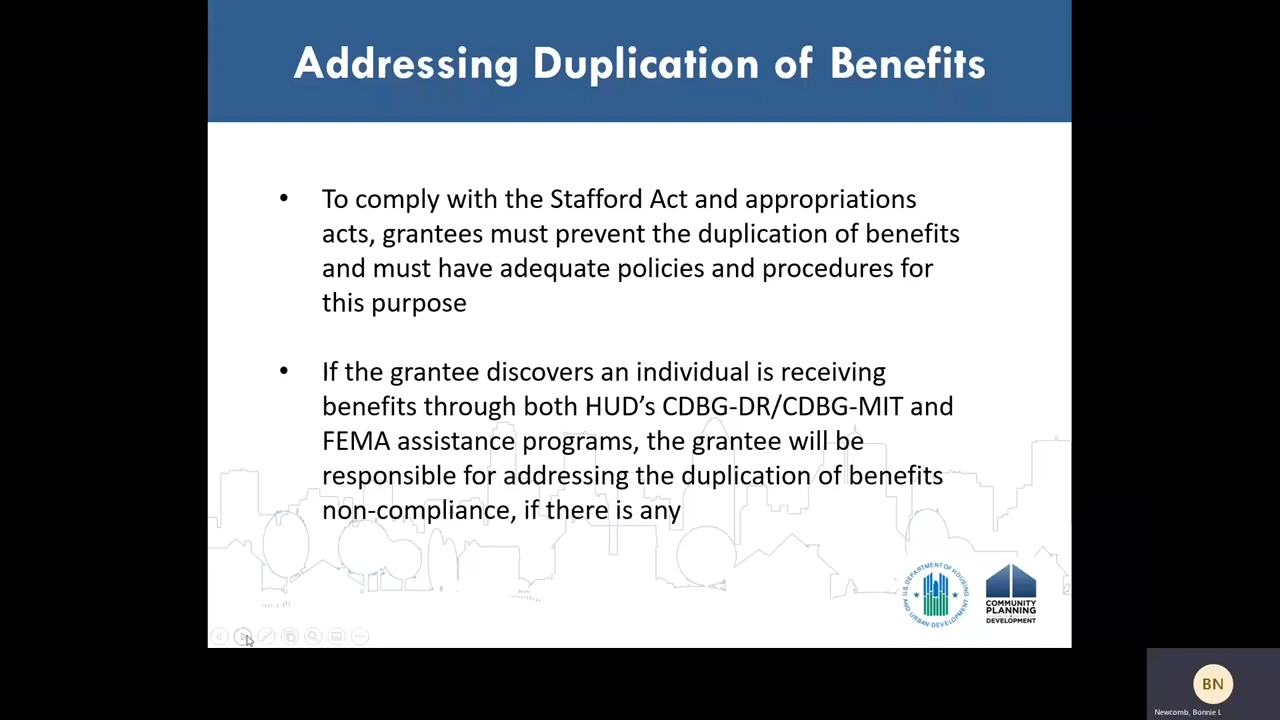 Addressing Duplication of Benefits
• To comply with the Stafford Act and appropriations
acts, grantees must prevent the duplication of benefits
and must have adequate policies and procedures for
this purpose
• If the grantee discovers an individual is receiving
benefits through both HUD’s CDBG-DR/CDBG-MIT and
FEMA assistance programs, the grantee will be
responsible for addressing the duplication of benefits
non-compliance, if there is any
U.S. DEPARTMENT OF HOUSING
AND URBAN DEVELOPMENT
COMMUNITY
PLANNING
DEVELOPMENT
BN
Newcomb, Bonnie L